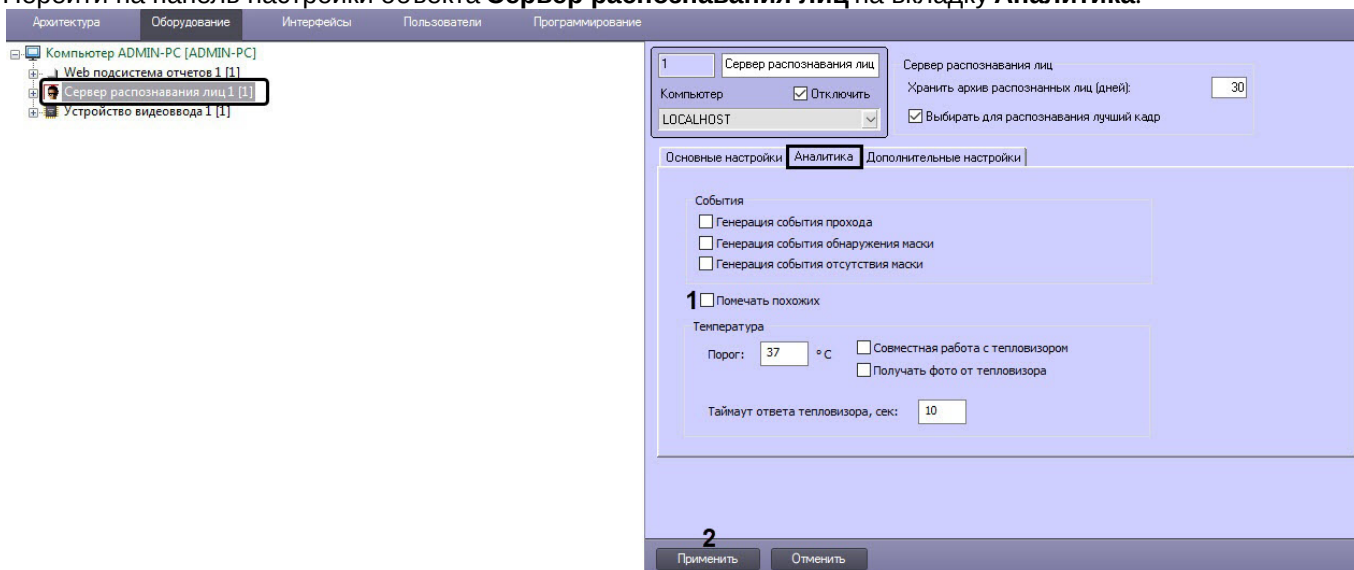 Перейти на панель настройки объекта Сервер распознавания лиц на вкладку Аналитика.
Архитектура Оборудование Интерфейсы Пользователи Программирование
Компьютер ADMIN-PC [ADMIN-PC]
Web подсистема отчетов 1 [1]
Сервер распознавания лиц 1 [1]
Устройство видеоввода 1 [1]
1 Сервер распознавания лиц
Компьютер Отключить
LOCALHOST
Сервер распознавания лиц
Хранить архив распознанных лиц (дней): 30
Выбирать для распознавания лучший кадр
Основные настройки Аналитика Дополнительные настройки
События
Генерация события прохода
Генерация события обнаружения маски
Генерация события отсутствия маски
1 Помечать похожих
Температура
Порог: 37 °C Совместная работа с тепловизором
Получать фото от тепловизора
Таймаут ответа тепловизора, сек: 10
2
Применить Отменить